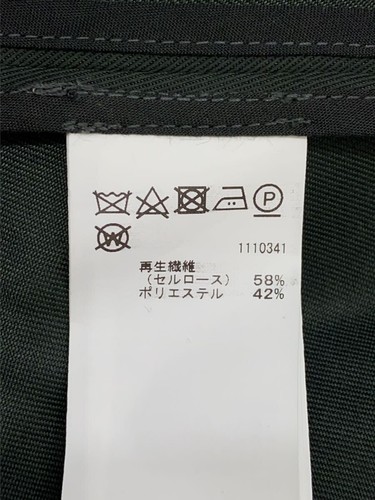 P
W
1110341
再生繊維
(セルロース) 58%
ポリエステル 42%